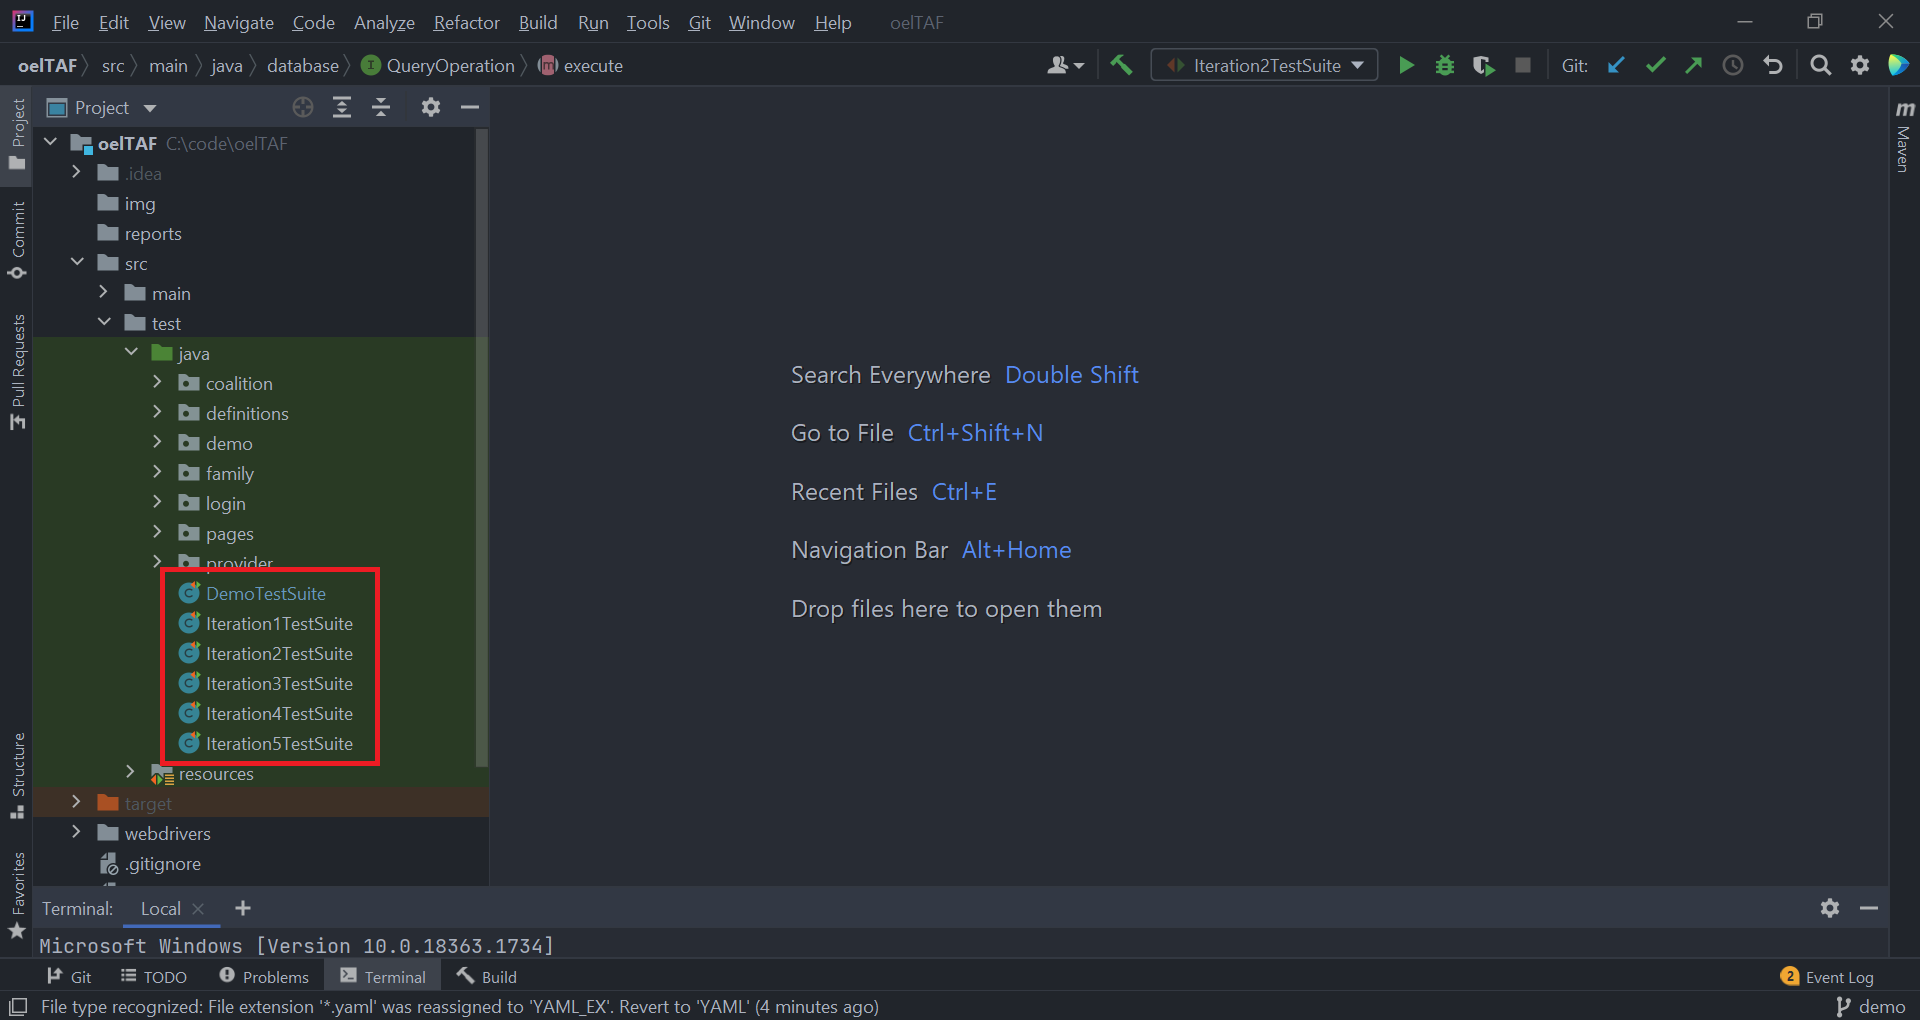 File Edit View Navigate Code Analyze Refactor Build Run Tools Git Window Help oelTAF
oelTAF src main java database I QueryOperation m execute Iteration2TestSuite Git:
Project
oelTAF C:\code\oelTAF
.idea
img
reports
src
main
test
java
coalition
definitions
demo
family
login
pages
provider
C DemoTestSuite
C Iteration1TestSuite
C Iteration2TestSuite
C Iteration3TestSuite
C Iteration4TestSuite
C Iteration5TestSuite
resources
target
webdrivers
.gitignore
Project
Commit
Pull Requests
Structure
Favorites
Search Everywhere Double Shift
Go to File Ctrl+Shift+N
Recent Files Ctrl+E
Navigation Bar Alt+Home
Drop files here to open them
m Maven
Terminal: Local
Microsoft Windows [Version 10.0.18363.1734]
Git TODO Problems Terminal Build 2 Event Log
File type recognized: File extension '*.yaml' was reassigned to 'YAML_EX'. Revert to 'YAML' (4 minutes ago) demo